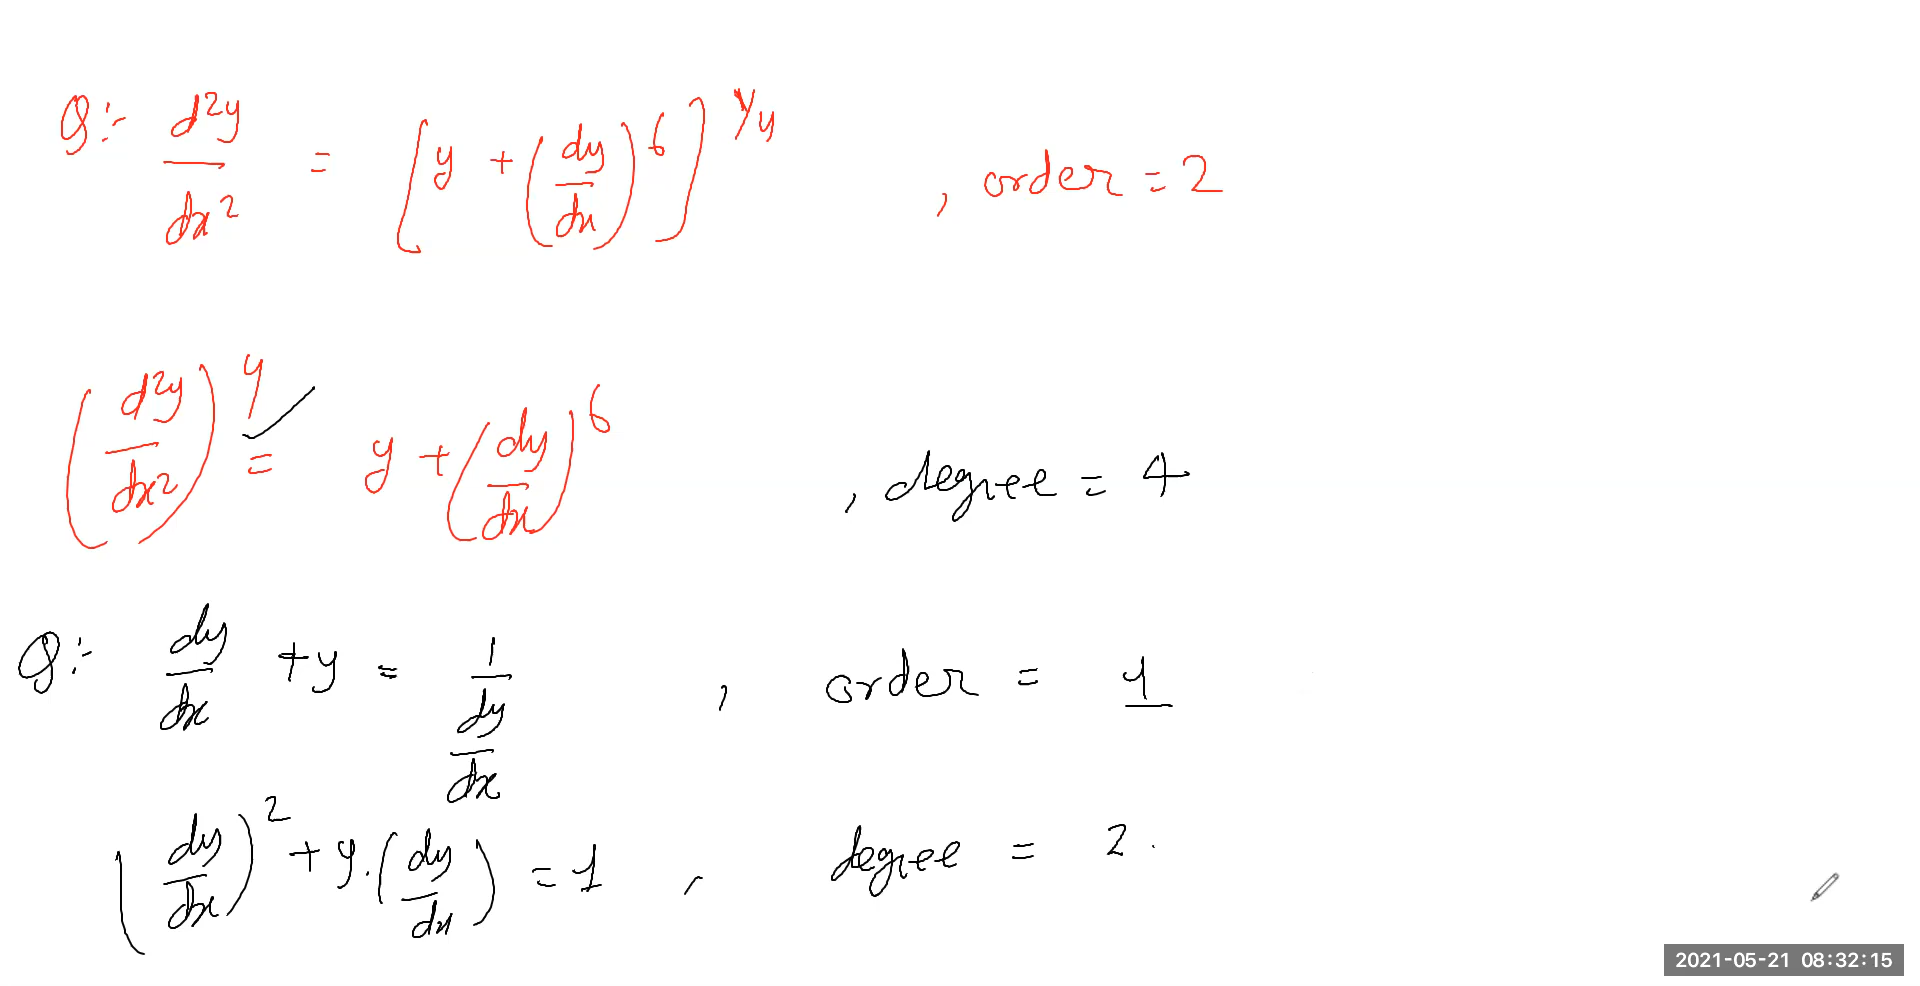 Q:- d²y/dx² = [y + (dy/dx)⁶]^(1/4) , order = 2
(d²y/dx²)⁴ = y + (dy/dx)⁶ , degree = 4
Q:- dy/dx + y = 1/(dy/dx) , order = 1
(dy/dx)² + y.(dy/dx) = 1 , degree = 2.
2021-05-21 08:32:15